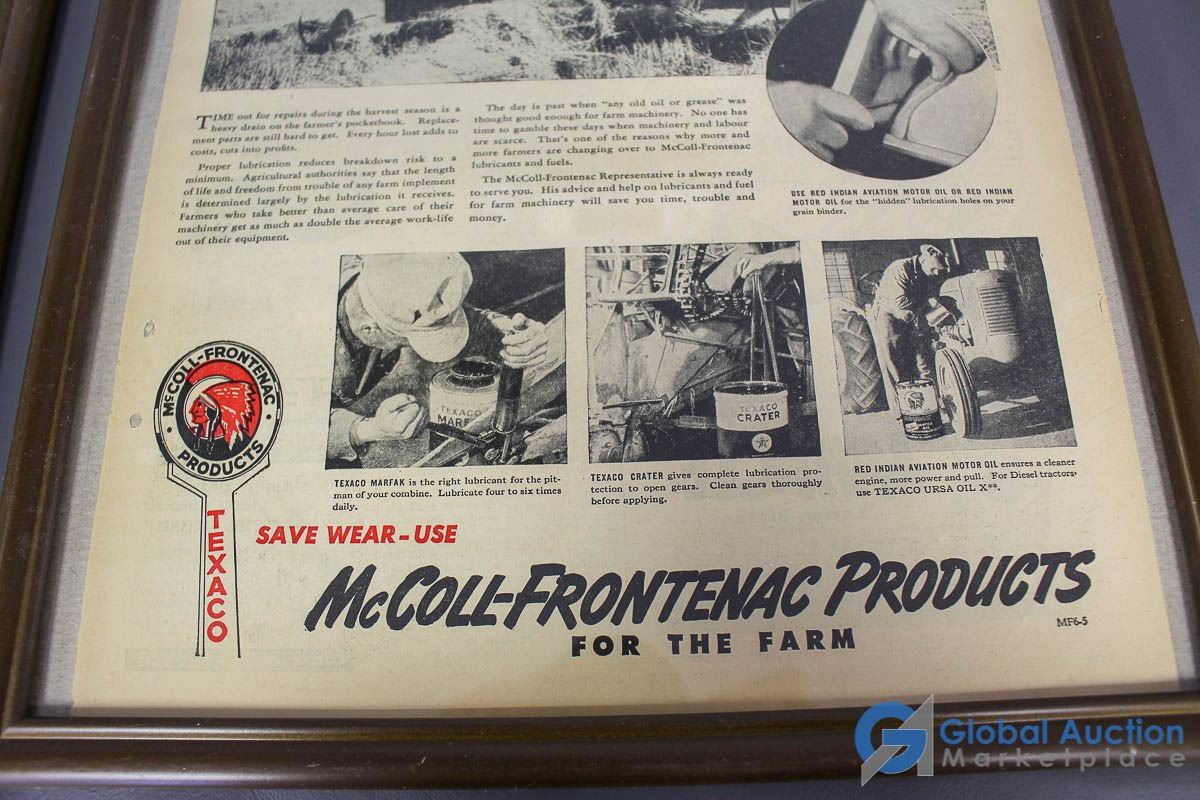 TIME out for repairs during the harvest season is a
heavy drain on the farmer's pocketbook. Replace-
ment parts are still hard to get. Every hour lost adds to
costs, cuts into profits.
Proper lubrication reduces breakdown risk to a
minimum. Agricultural authorities say that the length
of life and freedom from trouble of any farm implement
is determined largely by the lubrication it receives.
Farmers who take better than average care of their
machinery get as much as double the average work-life
out of their equipment.
The day is past when "any old oil or grease" was
thought good enough for farm machinery. No one has
time to gamble these days when machinery and labour
are scarce. That's one of the reasons why more and
more farmers are changing over to McColl-Frontenac
lubricants and fuels.
The McColl-Frontenac Representative is always ready
to serve you. His advice and help on lubricants and fuel
for farm machinery will save you time, trouble and
money.
USE RED INDIAN AVIATION MOTOR OIL OR RED INDIAN
MOTOR OIL for the "hidden" lubrication holes on your
grain binder.
TEXACO
MARF
TEXACO
CRATER
TEXACO MARFAK is the right lubricant for the pit-
man of your combine. Lubricate four to six times
daily.
TEXACO CRATER gives complete lubrication pro-
tection to open gears. Clean gears thoroughly
before applying.
RED INDIAN AVIATION MOTOR OIL ensures a cleaner
engine, more power and pull. For Diesel tractors,
use TEXACO URSA OIL X**.
McCOLL-FRONTENAC
PRODUCTS
TEXACO
SAVE WEAR-USE
McCOLL-FRONTENAC PRODUCTS
FOR THE FARM
MF6-5
Global Auction
Marketplace